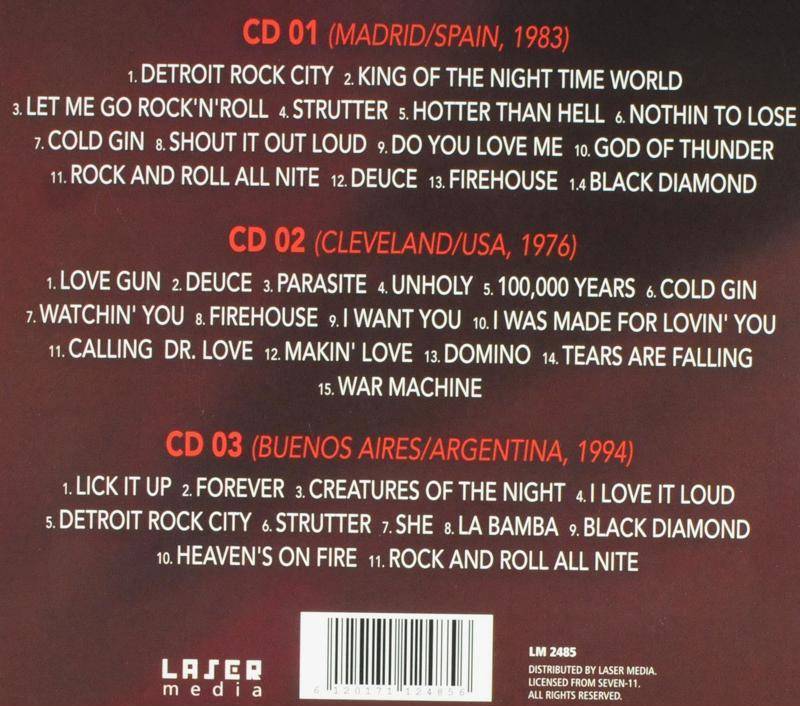 CD 01 (MADRID/SPAIN, 1983)
1. DETROIT ROCK CITY 2. KING OF THE NIGHT TIME WORLD
3. LET ME GO ROCK'N'ROLL 4. STRUTTER 5. HOTTER THAN HELL 6. NOTHIN TO LOSE
7. COLD GIN 8. SHOUT IT OUT LOUD 9. DO YOU LOVE ME 10. GOD OF THUNDER
11. ROCK AND ROLL ALL NITE 12. DEUCE 13. FIREHOUSE 1.4 BLACK DIAMOND
CD 02 (CLEVELAND/USA, 1976)
1. LOVE GUN 2. DEUCE 3. PARASITE 4. UNHOLY 5. 100,000 YEARS 6. COLD GIN
7. WATCHIN' YOU 8. FIREHOUSE 9. I WANT YOU 10. I WAS MADE FOR LOVIN' YOU
11. CALLING DR. LOVE 12. MAKIN' LOVE 13. DOMINO 14. TEARS ARE FALLING
15. WAR MACHINE
CD 03 (BUENOS AIRES/ARGENTINA, 1994)
1. LICK IT UP 2. FOREVER 3. CREATURES OF THE NIGHT 4. I LOVE IT LOUD
5. DETROIT ROCK CITY 6. STRUTTER 7. SHE 8. LA BAMBA 9. BLACK DIAMOND
10. HEAVEN'S ON FIRE 11. ROCK AND ROLL ALL NITE
LASER
media
6 120171 124856
LM 2485
DISTRIBUTED BY LASER MEDIA.
LICENSED FROM SEVEN-11.
ALL RIGHTS RESERVED.